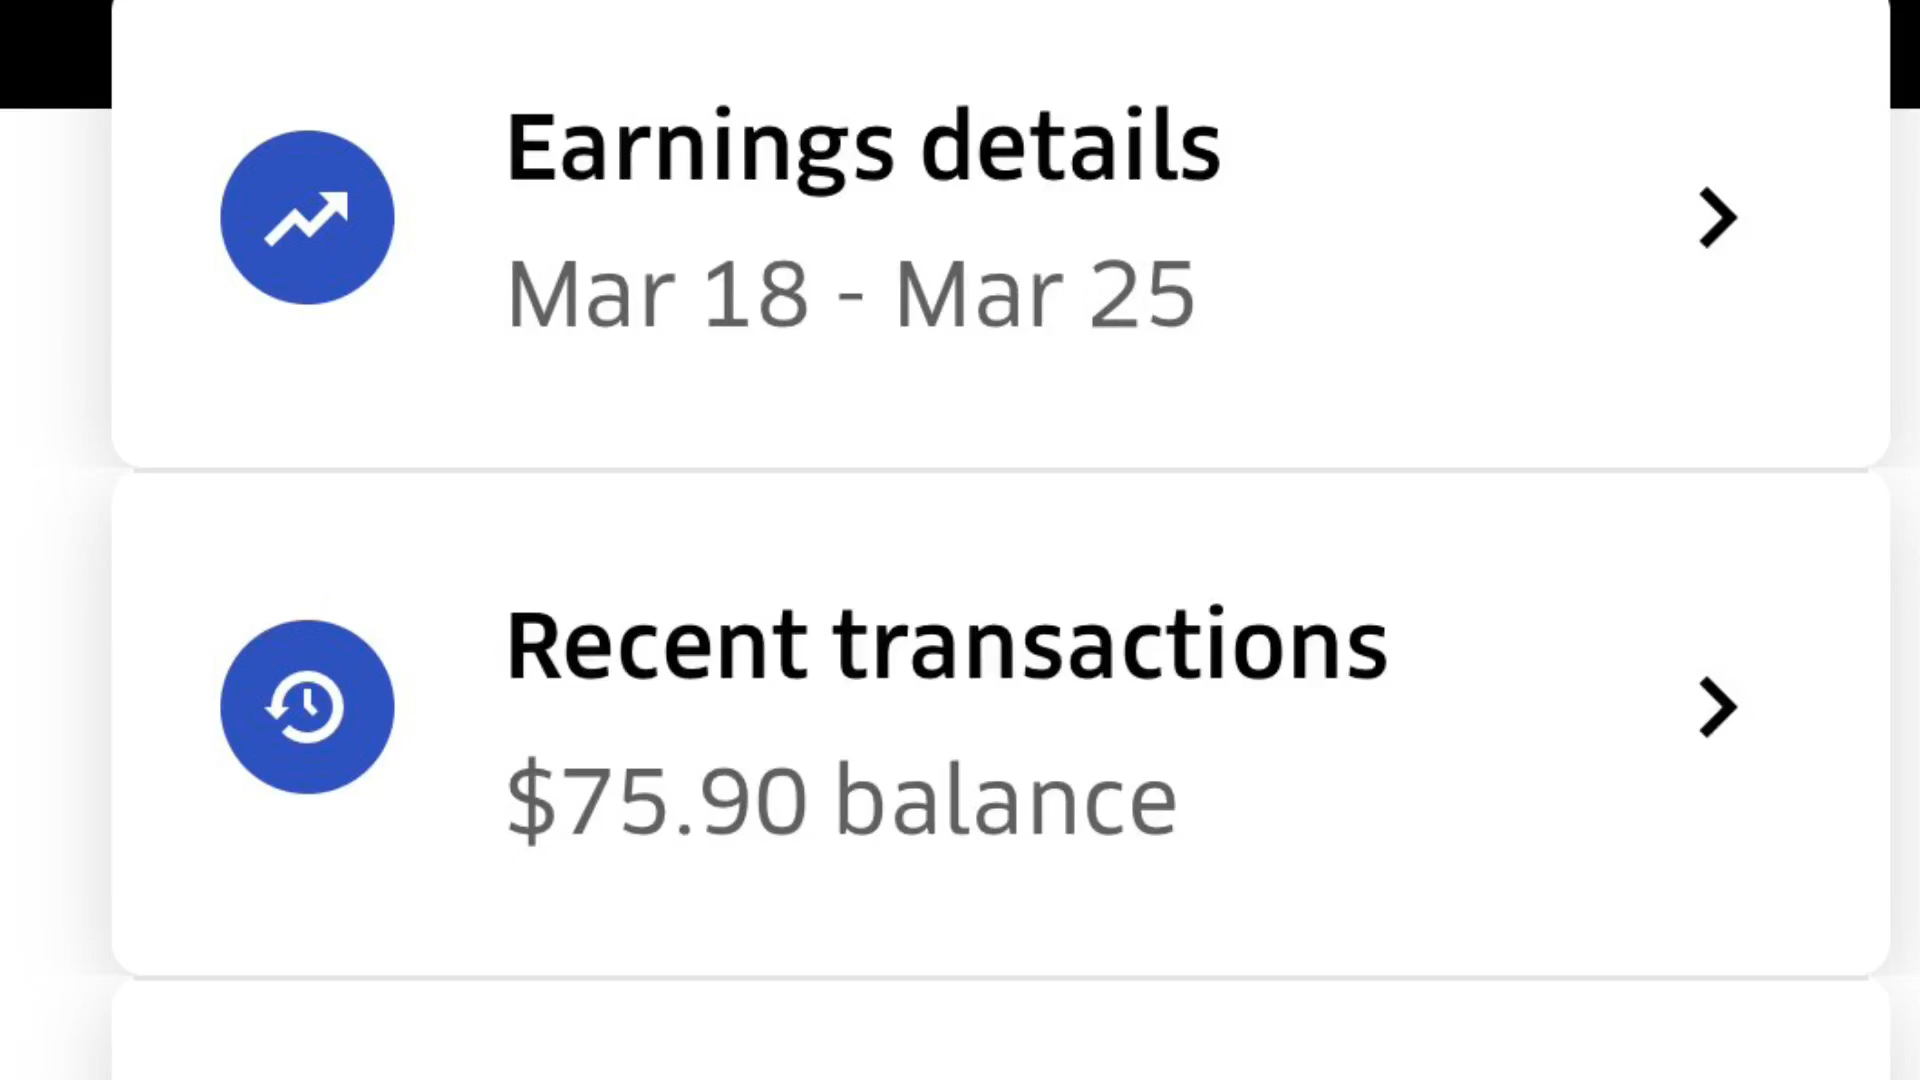 Earnings details
Mar 18 - Mar 25
Recent transactions
$75.90 balance